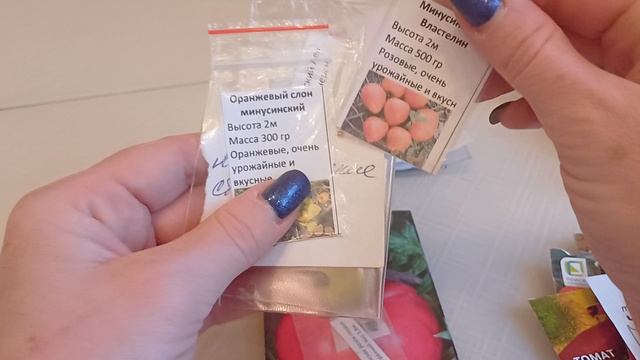 Оранжевый слон
минусинский
Высота 2м
Масса 300 гр
Оранжевые, очень
урожайные и
вкусные
Минусин
Властелин
Высота 2м
Масса 500 гр
Розовые, очень
урожайные и вкусн
ТОМАТ